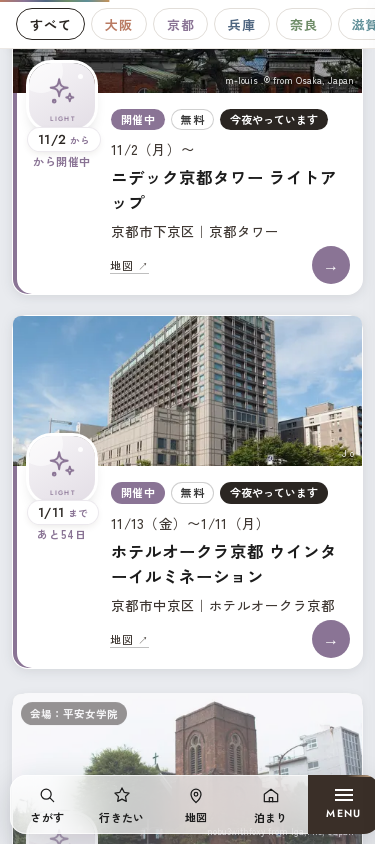 すべて
大阪
京都
兵庫
奈良
滋賀
m-louis .® from Osaka, Japan
LIGHT
11/2 から
から開催中
開催中
無料
今夜やっています
11/2（月）〜
ニデック京都タワー ライトア
ップ
京都市下京区｜京都タワー
地図 ↗
→
LIGHT
1/11 まで
あと54日
開催中
無料
今夜やっています
11/13（金）〜1/11（月）
ホテルオークラ京都 ウインタ
ーイルミネーション
京都市中京区｜ホテルオークラ京都
地図 ↗
→
会場：平安女学院
さがす
行きたい
地図
泊まり
MENU